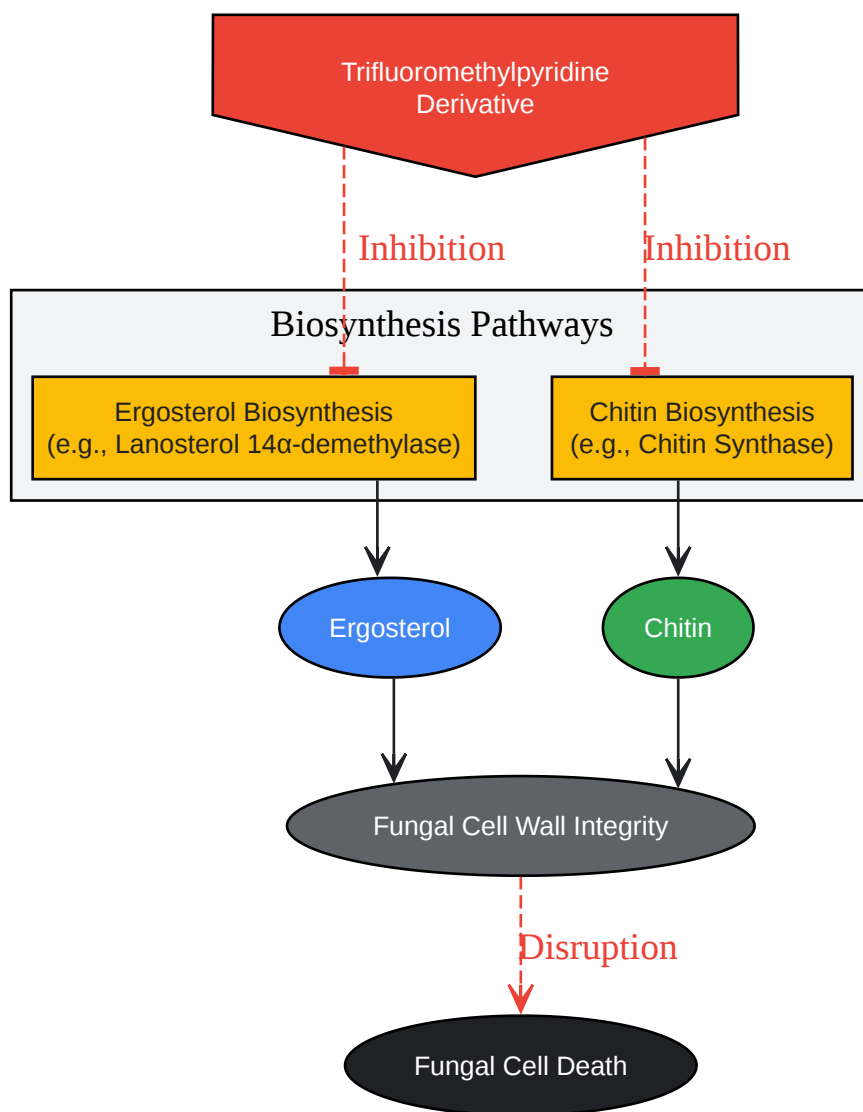 Trifluoromethylpyridine
Derivative
Inhibition
Inhibition
Biosynthesis Pathways
Ergosterol Biosynthesis
(e.g., Lanosterol 14α-demethylase)
Chitin Biosynthesis
(e.g., Chitin Synthase)
Ergosterol
Chitin
Fungal Cell Wall Integrity
Disruption
Fungal Cell Death